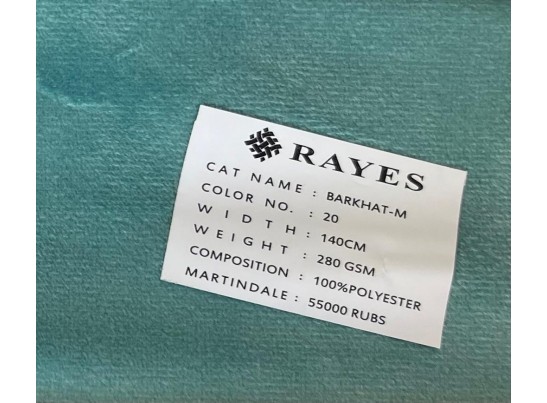 RAYES
CAT NAME : BARKHAT-M
COLOR NO. : 20
WIDTH : 140CM
WEIGHT : 280 GSM
COMPOSITION : 100%POLYESTER
MARTINDALE : 55000 RUBS